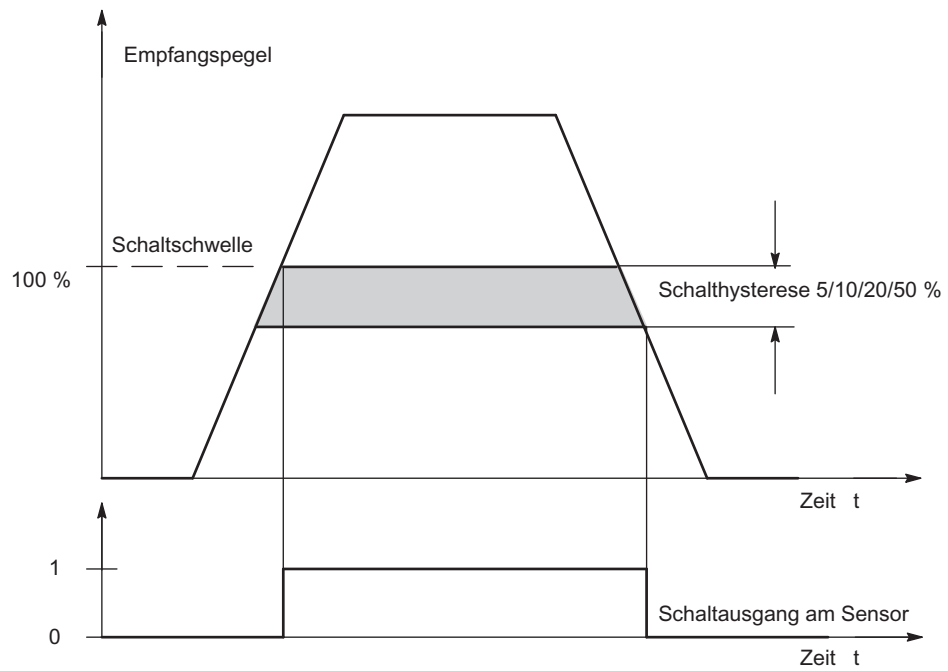 Empfangspegel
Schaltschwelle
100 %
Schalthysterese 5/10/20/50 %
Zeit t
1
0
Schaltausgang am Sensor
Zeit t